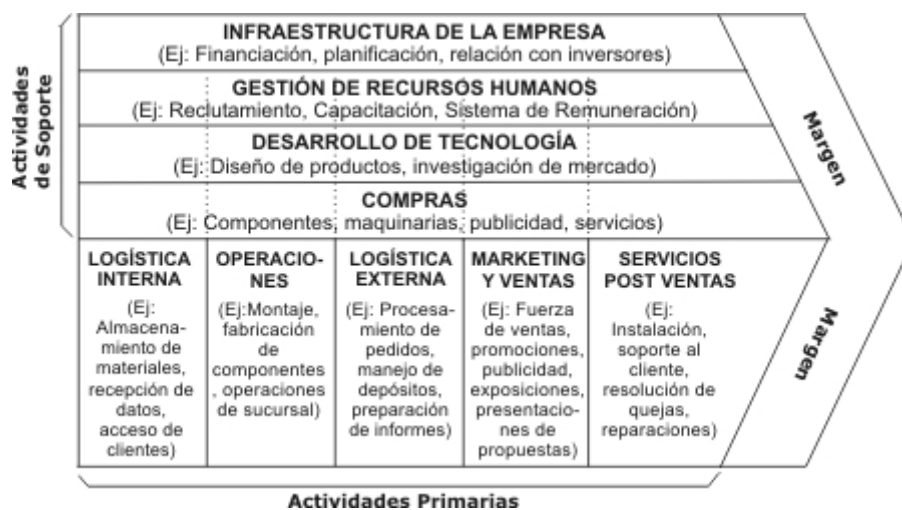 Actividades
de Soporte
INFRAESTRUCTURA DE LA EMPRESA
(Ej: Financiación, planificación, relación con inversores)
GESTIÓN DE RECURSOS HUMANOS
(Ej: Reclutamiento, Capacitación, Sistema de Remuneración)
DESARROLLO DE TECNOLOGÍA
(Ej: Diseño de productos, investigación de mercado)
COMPRAS
(Ej: Componentes, maquinarias, publicidad, servicios)
Margen
LOGÍSTICA
INTERNA
(Ej:
Almacena-
miento de
materiales,
recepción de
datos,
acceso de
clientes)
OPERACIO-
NES
(Ej:Montaje,
fabricación
de
componentes
, operaciones
de sucursal)
LOGÍSTICA
EXTERNA
(Ej: Procesa-
miento de
pedidos,
manejo de
depósitos,
preparación
de informes)
MARKETING
Y VENTAS
(Ej: Fuerza
de ventas,
promociones,
publicidad,
exposiciones,
presentacio-
nes de
propuestas)
SERVICIOS
POST VENTAS
(Ej:
Instalación,
soporte al
cliente,
resolución de
quejas,
reparaciones)
Margen
Actividades Primarias